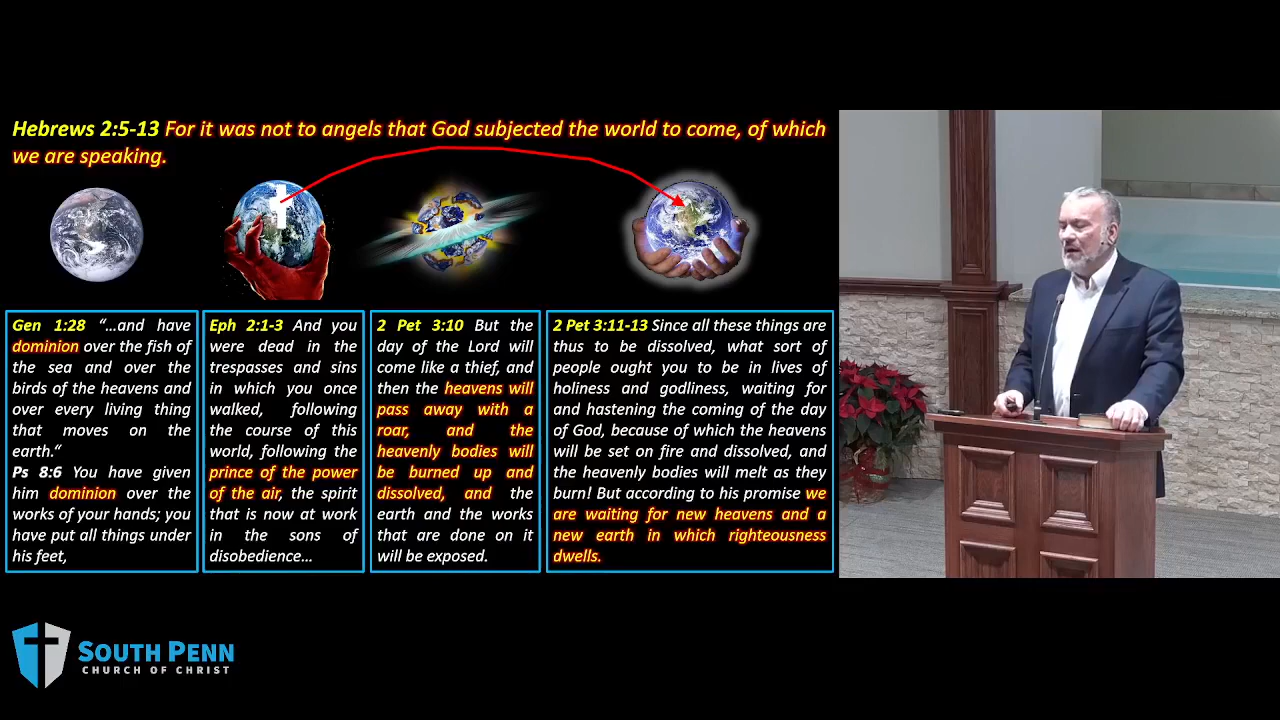 Hebrews 2:5-13 For it was not to angels that God subjected the world to come, of which
we are speaking.
Gen 1:28 “…and have
dominion over the fish of
the sea and over the
birds of the heavens and
over every living thing
that moves on the
earth.“
Ps 8:6 You have given
him dominion over the
works of your hands; you
have put all things under
his feet,
Eph 2:1-3 And you
were dead in the
trespasses and sins
in which you once
walked, following
the course of this
world, following the
prince of the power
of the air, the spirit
that is now at work
in the sons of
disobedience…
2 Pet 3:10 But the
day of the Lord will
come like a thief, and
then the heavens will
pass away with a
roar, and the
heavenly bodies will
be burned up and
dissolved, and the
earth and the works
that are done on it
will be exposed.
2 Pet 3:11-13 Since all these things are
thus to be dissolved, what sort of
people ought you to be in lives of
holiness and godliness, waiting for
and hastening the coming of the day
of God, because of which the heavens
will be set on fire and dissolved, and
the heavenly bodies will melt as they
burn! But according to his promise we
are waiting for new heavens and a
new earth in which righteousness
dwells.
SOUTH PENN
CHURCH OF CHRIST